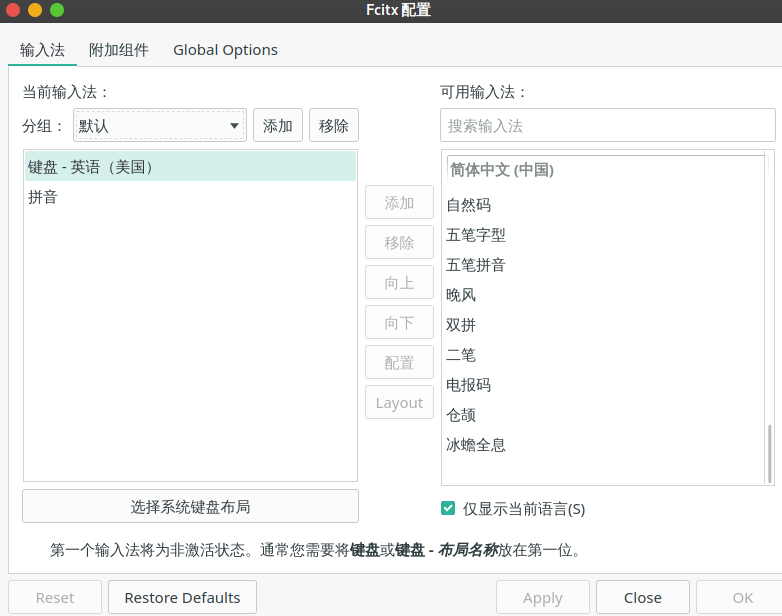 Fcitx 配置
输入法 附加组件 Global Options
当前输入法： 可用输入法：
分组： 默认 添加 移除 搜索输入法
键盘 - 英语（美国）
拼音
添加
移除
向上
向下
配置
Layout
简体中文 (中国)
自然码
五笔字型
五笔拼音
晚风
双拼
二笔
电报码
仓颉
冰蟾全息
选择系统键盘布局 仅显示当前语言(S)
第一个输入法将为非激活状态。通常您需要将键盘或键盘 - 布局名称放在第一位。
Reset Restore Defaults Apply Close OK